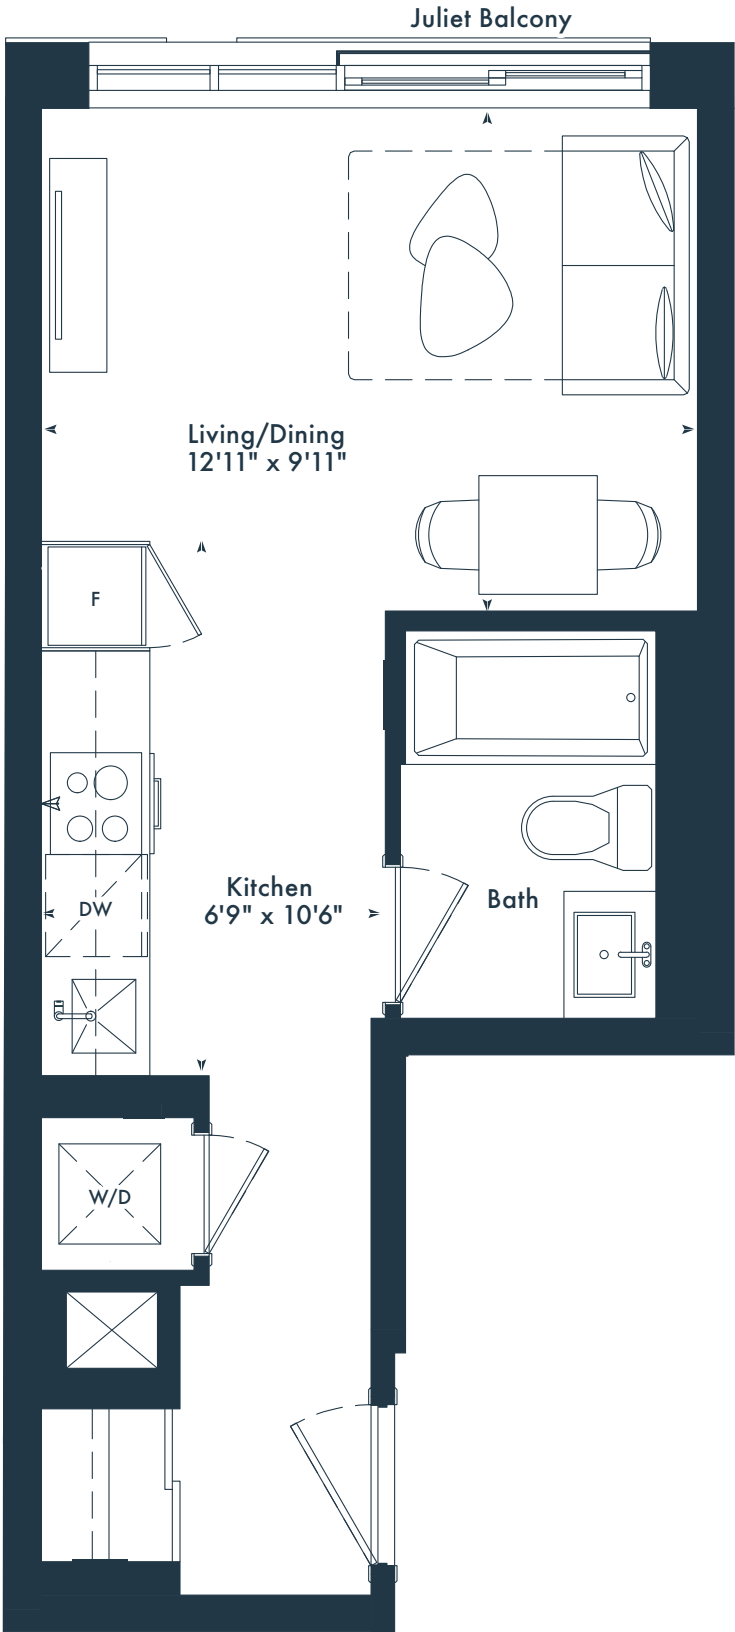 Juliet Balcony
Living/Dining
12'11" x 9'11"
F
Kitchen
6'9" x 10'6"
DW
Bath
W/D